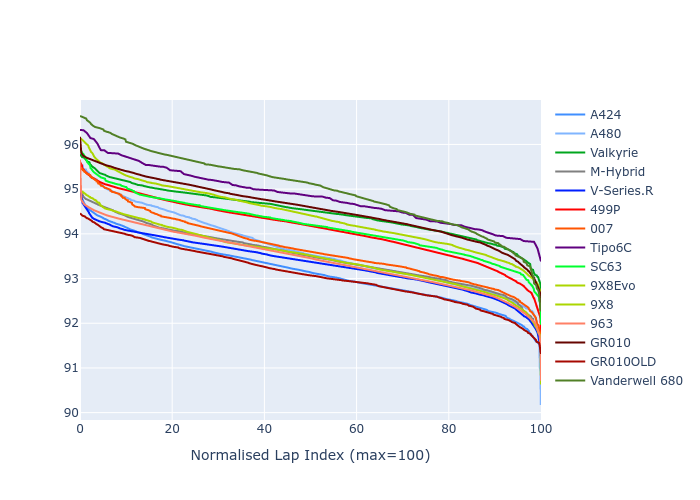 96
95
94
93
92
91
90
0 20 40 60 80 100
Normalised Lap Index (max=100)
A424
A480
Valkyrie
M-Hybrid
V-Series.R
499P
007
Tipo6C
SC63
9X8Evo
9X8
963
GR010
GR010OLD
Vanderwell 680